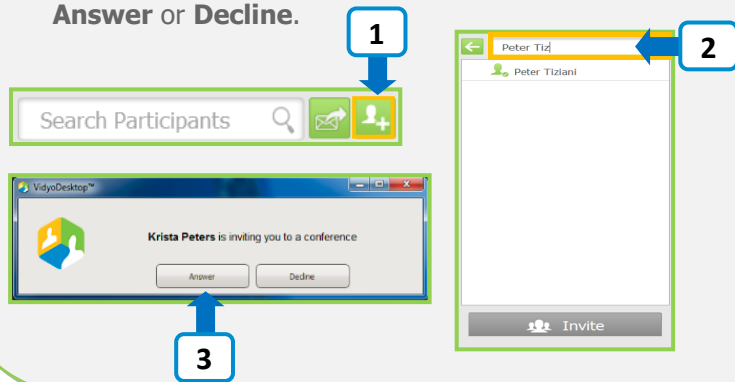 Answer or Decline.
1
Peter Tiz
2
Peter Tiziani
Search Participants
VidyoDesktop™
Krista Peters is inviting you to a conference
Answer
Decline
3
Invite